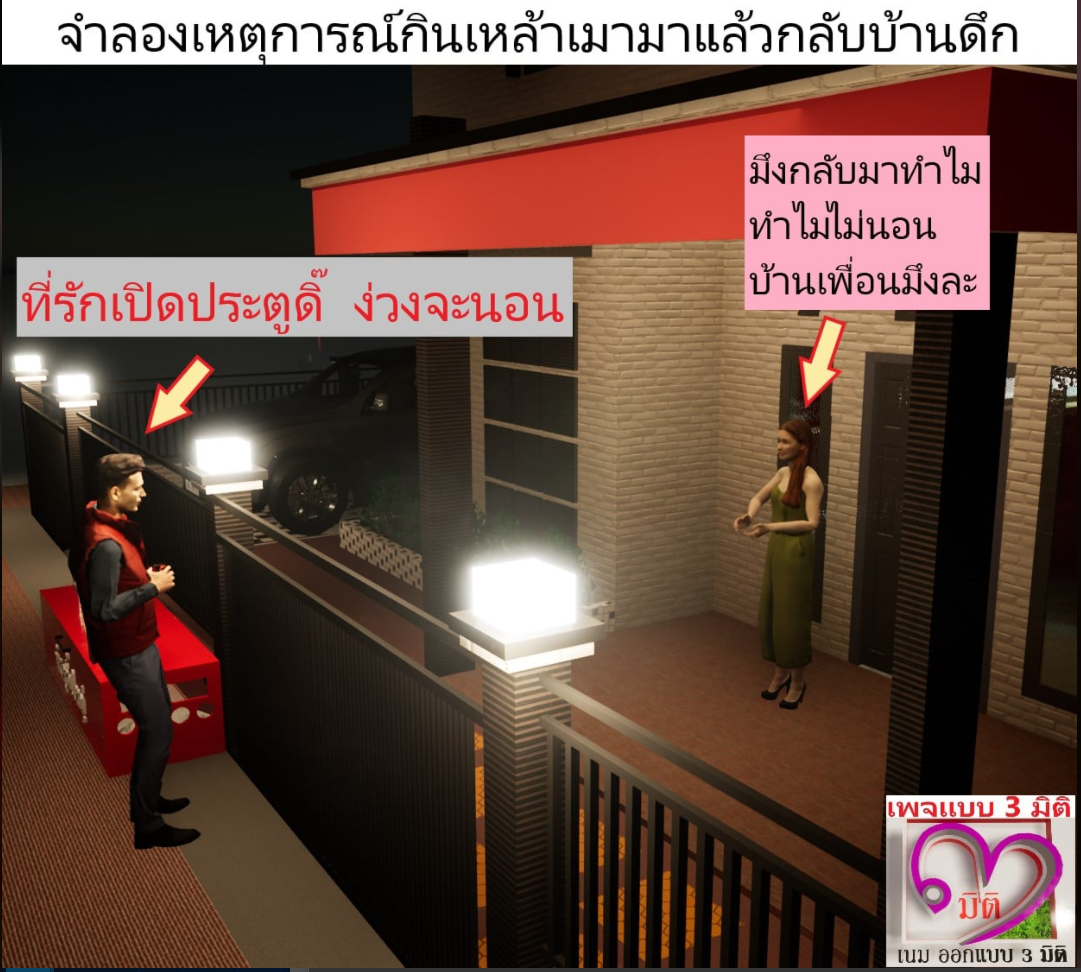 จำลองเหตุการณ์กินเหล้าเมามาแล้วกลับบ้านดึก
มึงกลับมาทำไม
ทำไมไม่นอน
บ้านเพื่อนมึงละ
ที่รักเปิดประตูดิ๊ ง่วงจะนอน
เพจแบบ 3 มิติ
มิติ
เนม ออกแบบ 3 มิติ